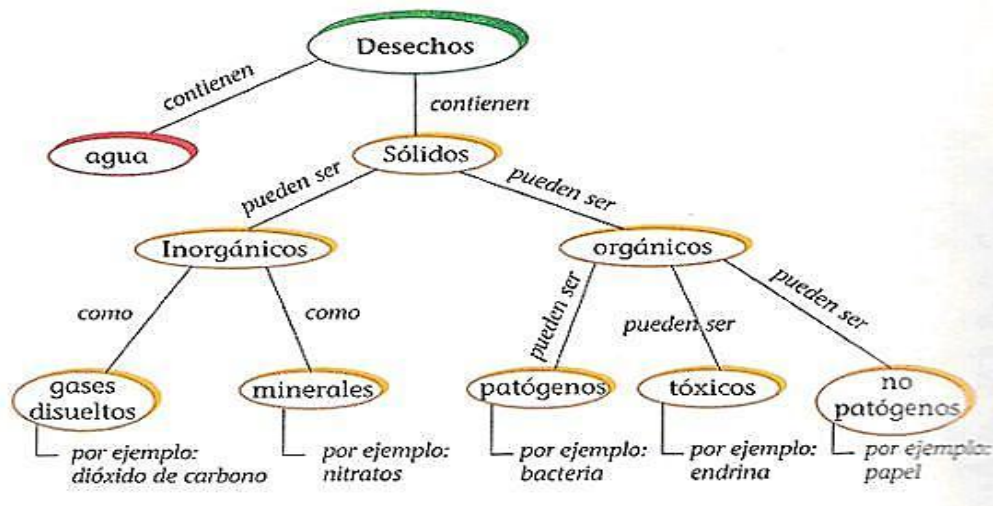 Desechos
contienen
contienen
agua
Sólidos
pueden ser
pueden ser
Inorgánicos
orgánicos
como
como
pueden ser
pueden ser
pueden ser
gases
disueltos
minerales
patógenos
tóxicos
no
patógenos
por ejemplo:
dióxido de carbono
por ejemplo:
nitratos
por ejemplo:
bacteria
por ejemplo:
endrina
por ejemplo:
papel